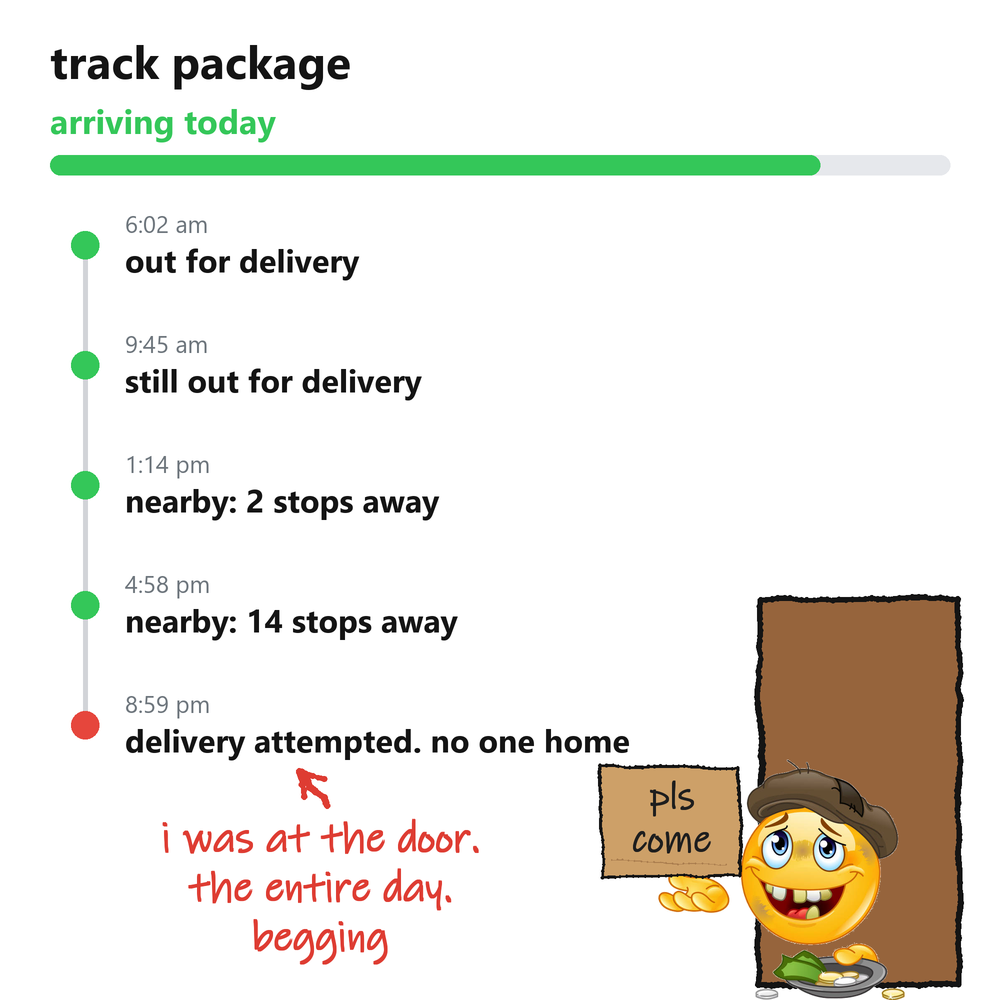 track package
arriving today
6:02 am
out for delivery
9:45 am
still out for delivery
1:14 pm
nearby: 2 stops away
4:58 pm
nearby: 14 stops away
8:59 pm
delivery attempted. no one home
i was at the door.
the entire day.
begging
pls
come